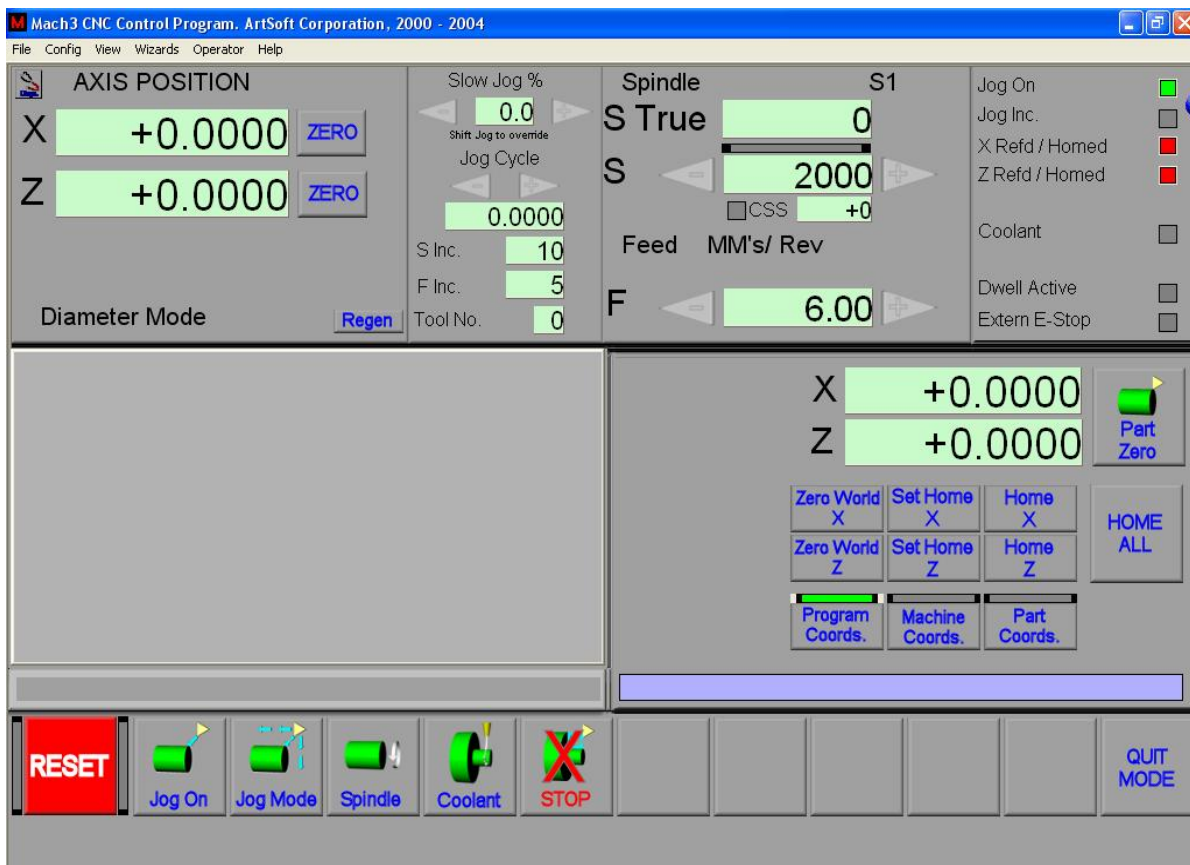 Mach3 CNC Control Program. ArtSoft Corporation, 2000 - 2004
File Config View Wizards Operator Help
AXIS POSITION
X +0.0000 ZERO
Z +0.0000 ZERO
Diameter Mode Regen
Slow Jog %
0.0
Shift Jog to override
Jog Cycle
0.0000
S Inc. 10
F Inc. 5
Tool No. 0
Spindle S1
S True 0
S 2000
CSS +0
Feed MM's/ Rev
F 6.00
Jog On
Jog Inc.
X Refd / Homed
Z Refd / Homed
Coolant
Dwell Active
Extern E-Stop
X +0.0000
Z +0.0000
Part
Zero
Zero World
X
Set Home
X
Home
X
Zero World
Z
Set Home
Z
Home
Z
HOME
ALL
Program
Coords.
Machine
Coords.
Part
Coords.
RESET
Jog On
Jog Mode
Spindle
Coolant
STOP
QUIT
MODE